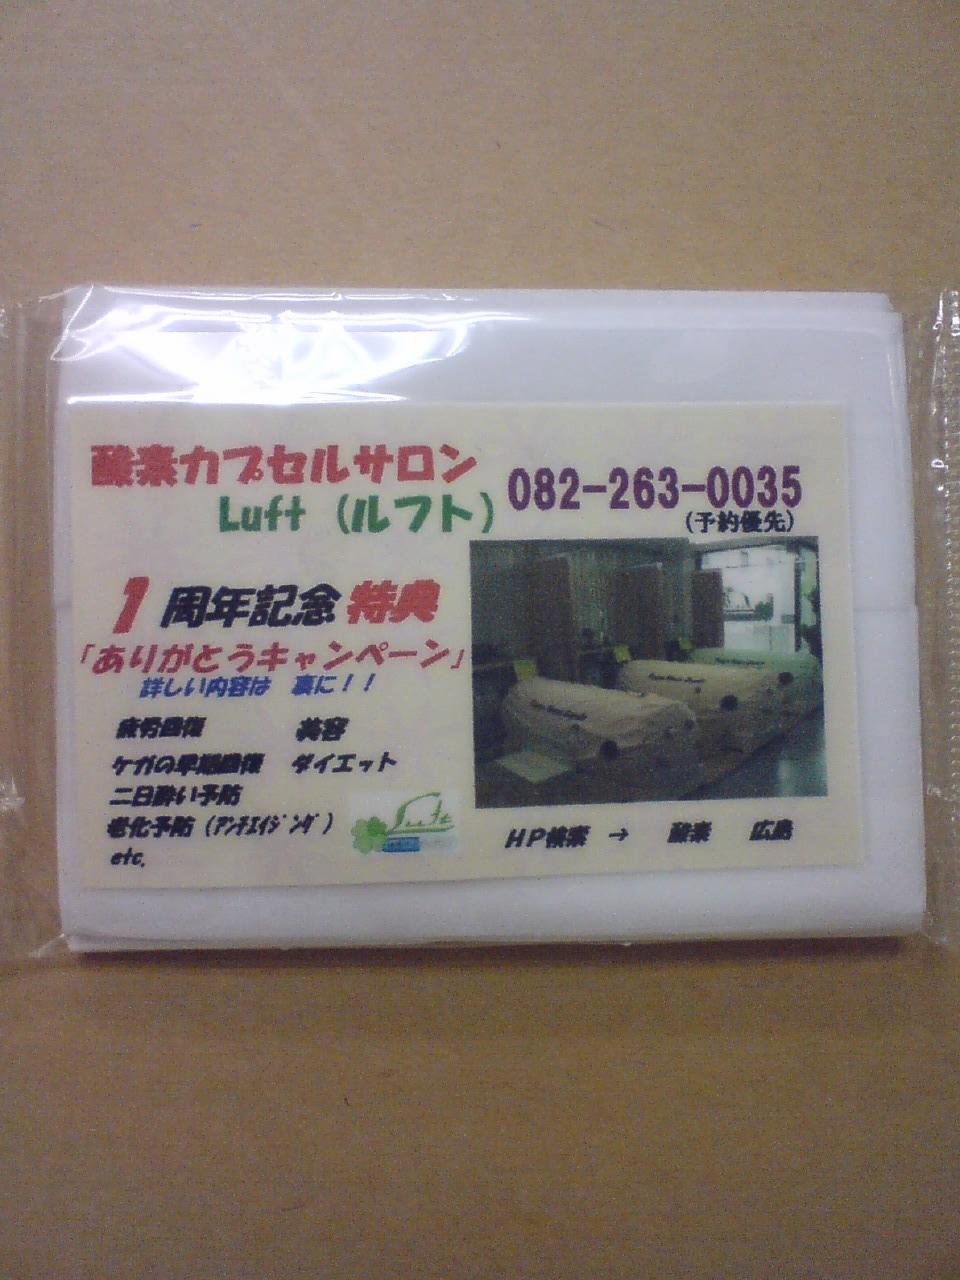 酸素カプセルサロン
Luft (ルフト)
082-263-0035
(予約優先)
1周年記念 特典
「ありがとうキャンペーン」
詳しい内容は 裏に!!
疲労回復 美容
ケガの早期回復 ダイエット
二日酔い予防
老化予防(ｱﾝﾁｴｲｼﾞﾝｸﾞ)
etc.
Luft
HP検索 → 酸素 広島